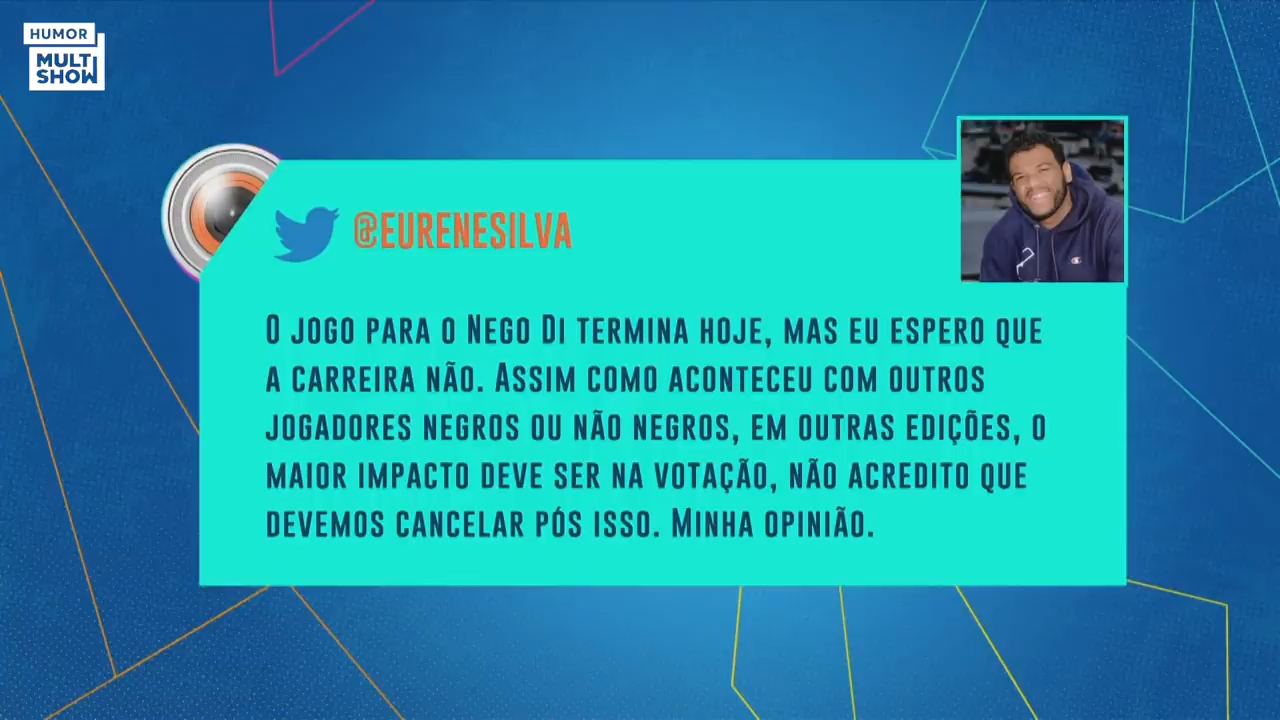 HUMOR
MULT
SHOW
@EURENESILVA
O JOGO PARA O NEGO DI TERMINA HOJE, MAS EU ESPERO QUE
A CARREIRA NÃO. ASSIM COMO ACONTECEU COM OUTROS
JOGADORES NEGROS OU NÃO NEGROS, EM OUTRAS EDIÇÕES, O
MAIOR IMPACTO DEVE SER NA VOTAÇÃO, NÃO ACREDITO QUE
DEVEMOS CANCELAR PÓS ISSO. MINHA OPINIÃO.